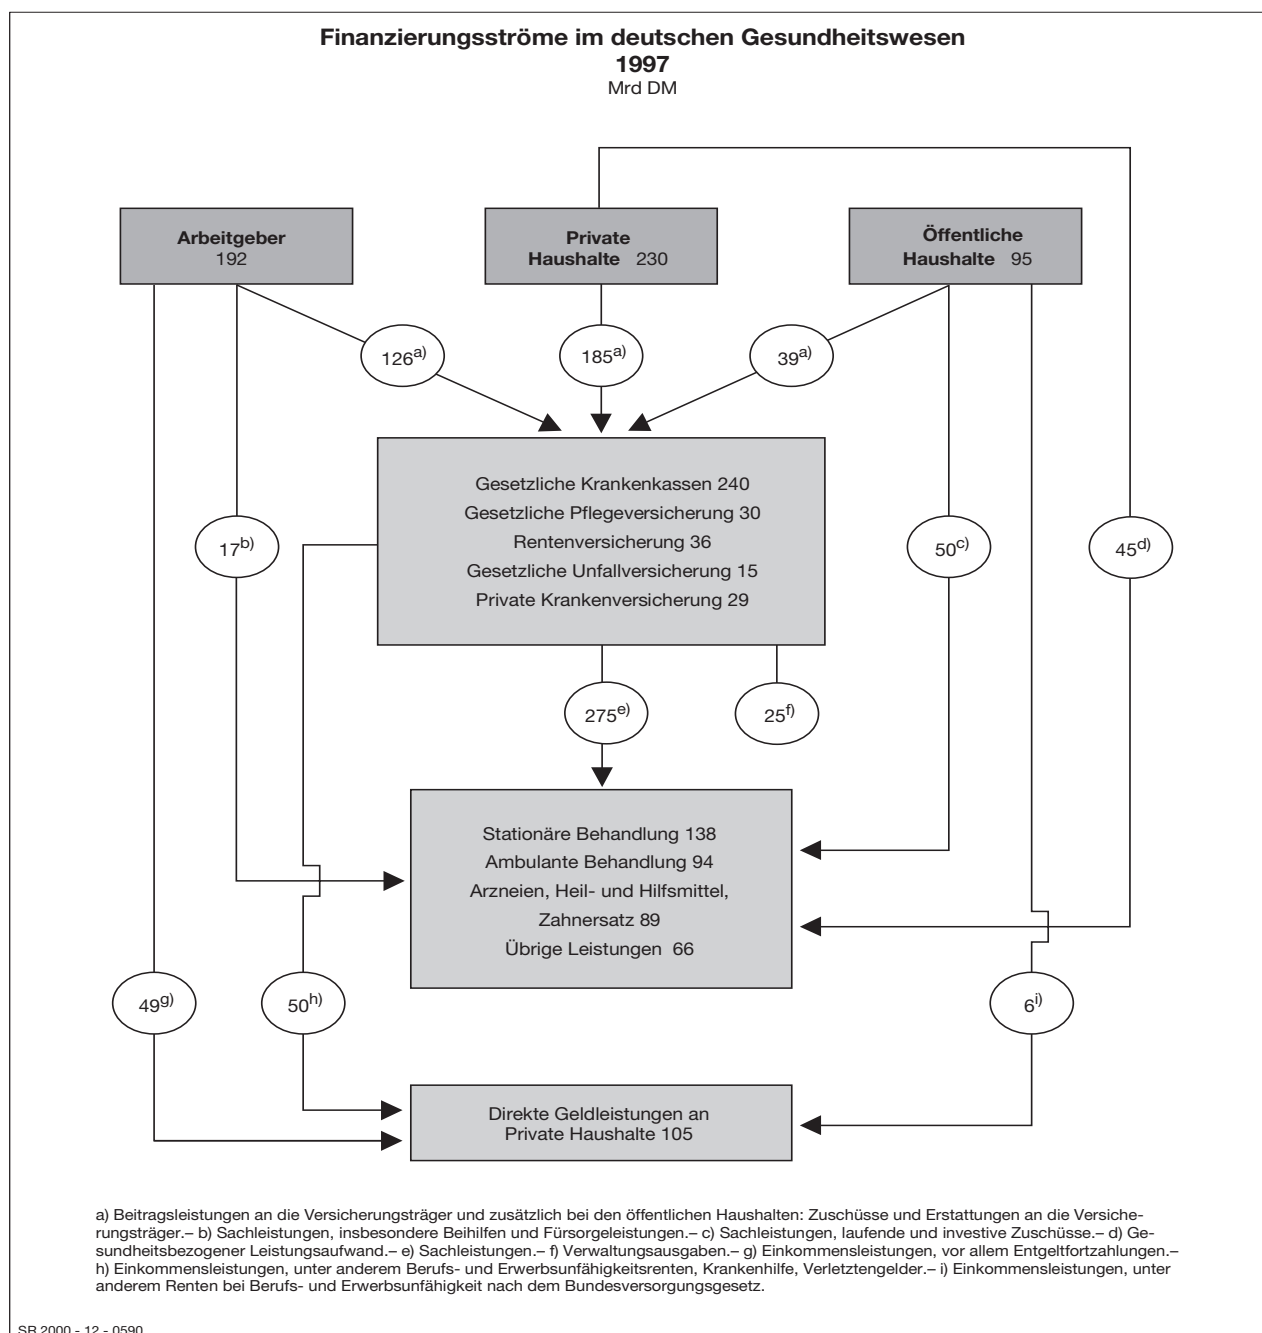 Finanzierungsströme im deutschen Gesundheitswesen
1997
Mrd DM
Arbeitgeber
192
Private
Haushalte 230
Öffentliche
Haushalte 95
126a)
185a)
39a)
Gesetzliche Krankenkassen 240
Gesetzliche Pflegeversicherung 30
Rentenversicherung 36
Gesetzliche Unfallversicherung 15
Private Krankenversicherung 29
17b)
50c)
45d)
275e)
25f)
Stationäre Behandlung 138
Ambulante Behandlung 94
Arzneien, Heil- und Hilfsmittel,
Zahnersatz 89
Übrige Leistungen 66
49g)
50h)
6i)
Direkte Geldleistungen an
Private Haushalte 105
a) Beitragsleistungen an die Versicherungsträger und zusätzlich bei den öffentlichen Haushalten: Zuschüsse und Erstattungen an die Versiche-
rungsträger.– b) Sachleistungen, insbesondere Beihilfen und Fürsorgeleistungen.– c) Sachleistungen, laufende und investive Zuschüsse.– d) Ge-
sundheitsbezogener Leistungsaufwand.– e) Sachleistungen.– f) Verwaltungsausgaben.– g) Einkommensleistungen, vor allem Entgeltfortzahlungen.–
h) Einkommensleistungen, unter anderem Berufs- und Erwerbsunfähigkeitsrenten, Krankenhilfe, Verletztengelder.– i) Einkommensleistungen, unter
anderem Renten bei Berufs- und Erwerbsunfähigkeit nach dem Bundesversorgungsgesetz.
SR 2000 - 12 - 0590